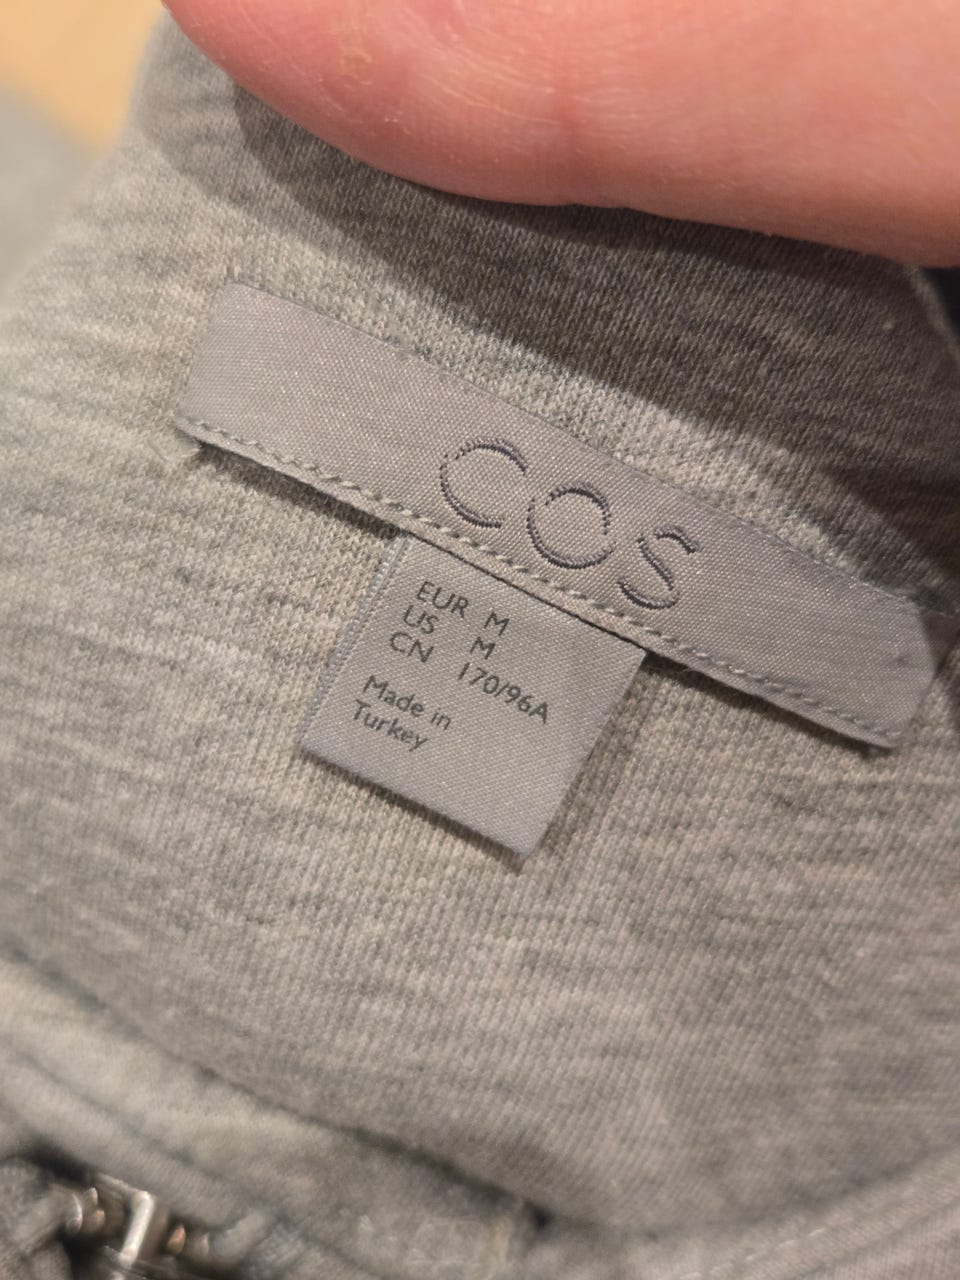 COS
EUR M
US M
CN 170/96A
Made in
Turkey